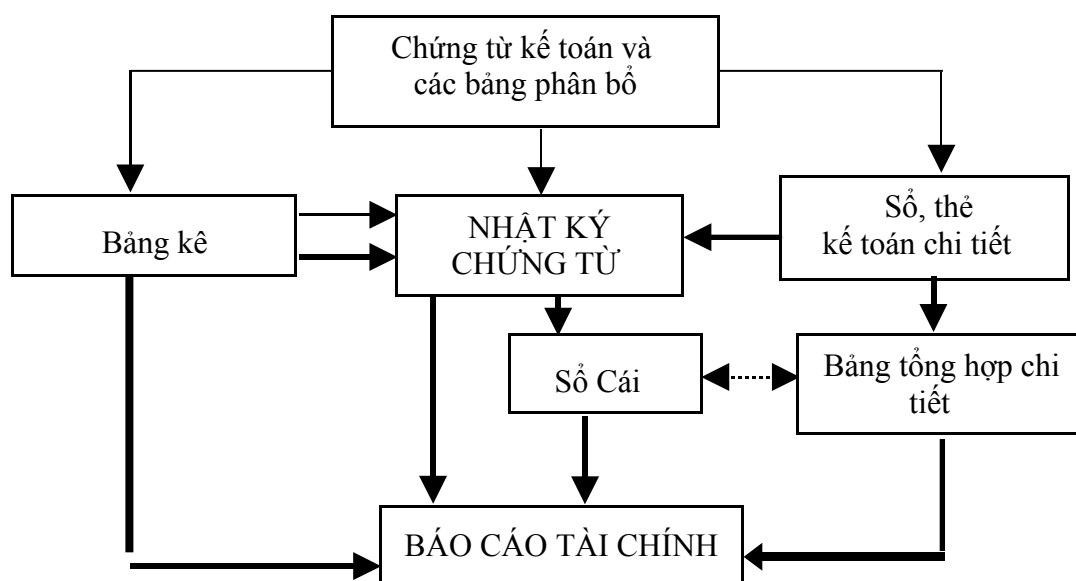 Chứng từ kế toán và
các bảng phân bổ
Bảng kê
NHẬT KÝ
CHỨNG TỪ
Sổ, thẻ
kế toán chi tiết
Sổ Cái
Bảng tổng hợp chi
tiết
BÁO CÁO TÀI CHÍNH